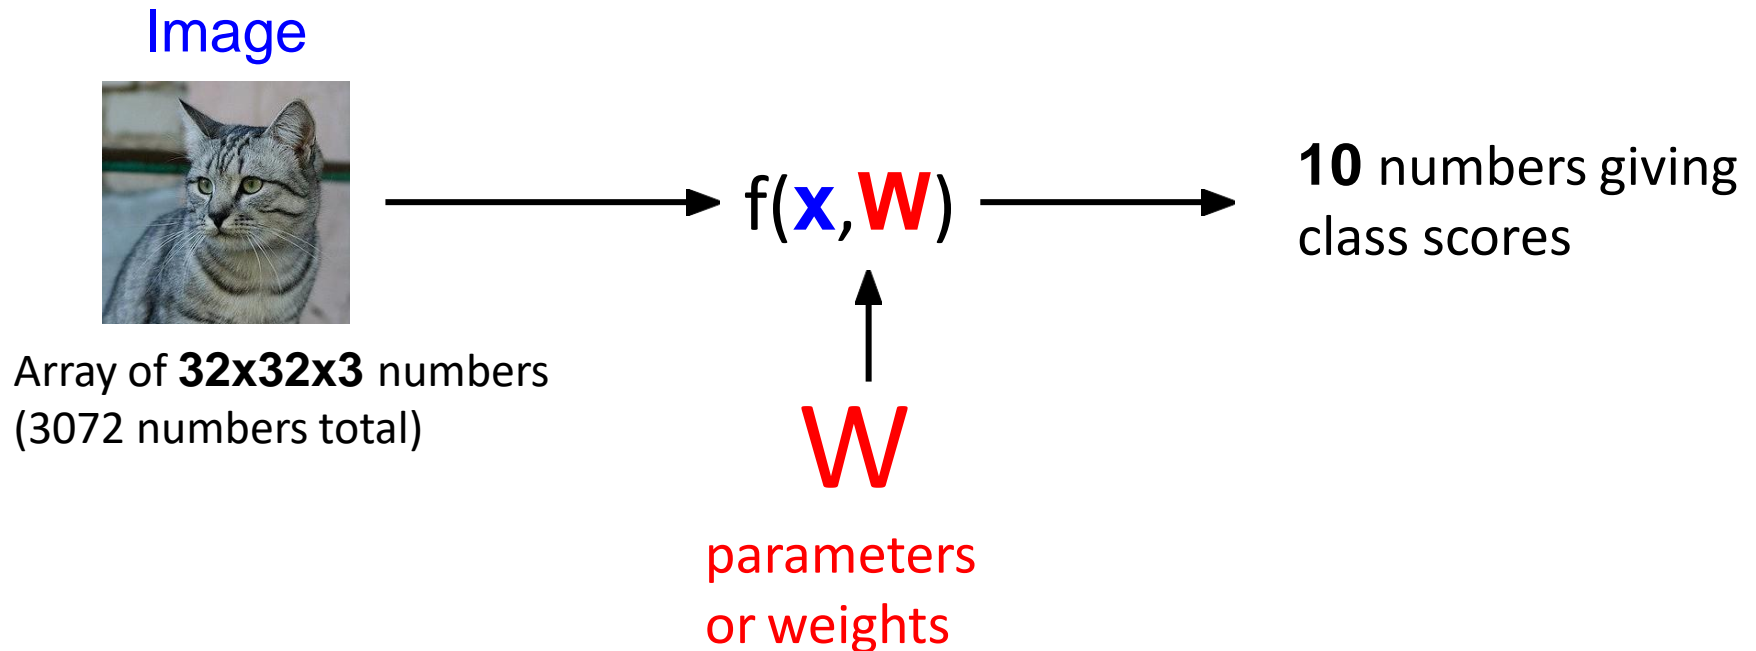 Image
f(x,W)
10 numbers giving
class scores
Array of 32x32x3 numbers
(3072 numbers total)
W
parameters
or weights